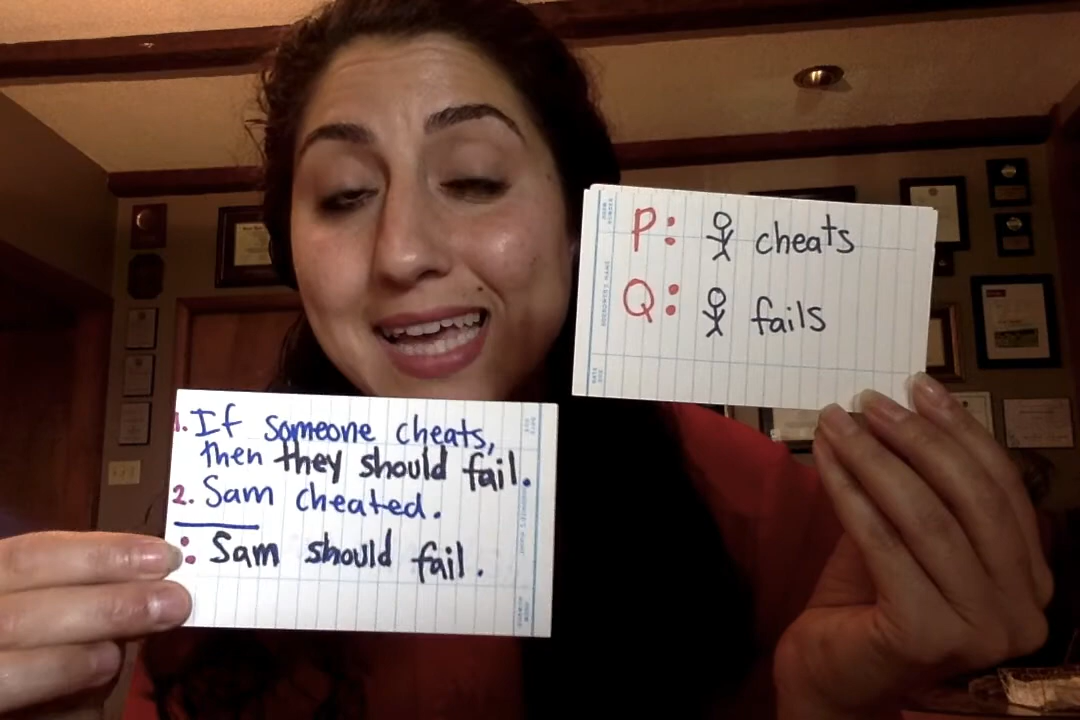 1. If someone cheats,
then they should fail.
2. Sam cheated.
∴ Sam should fail.
P: cheats
Q: fails